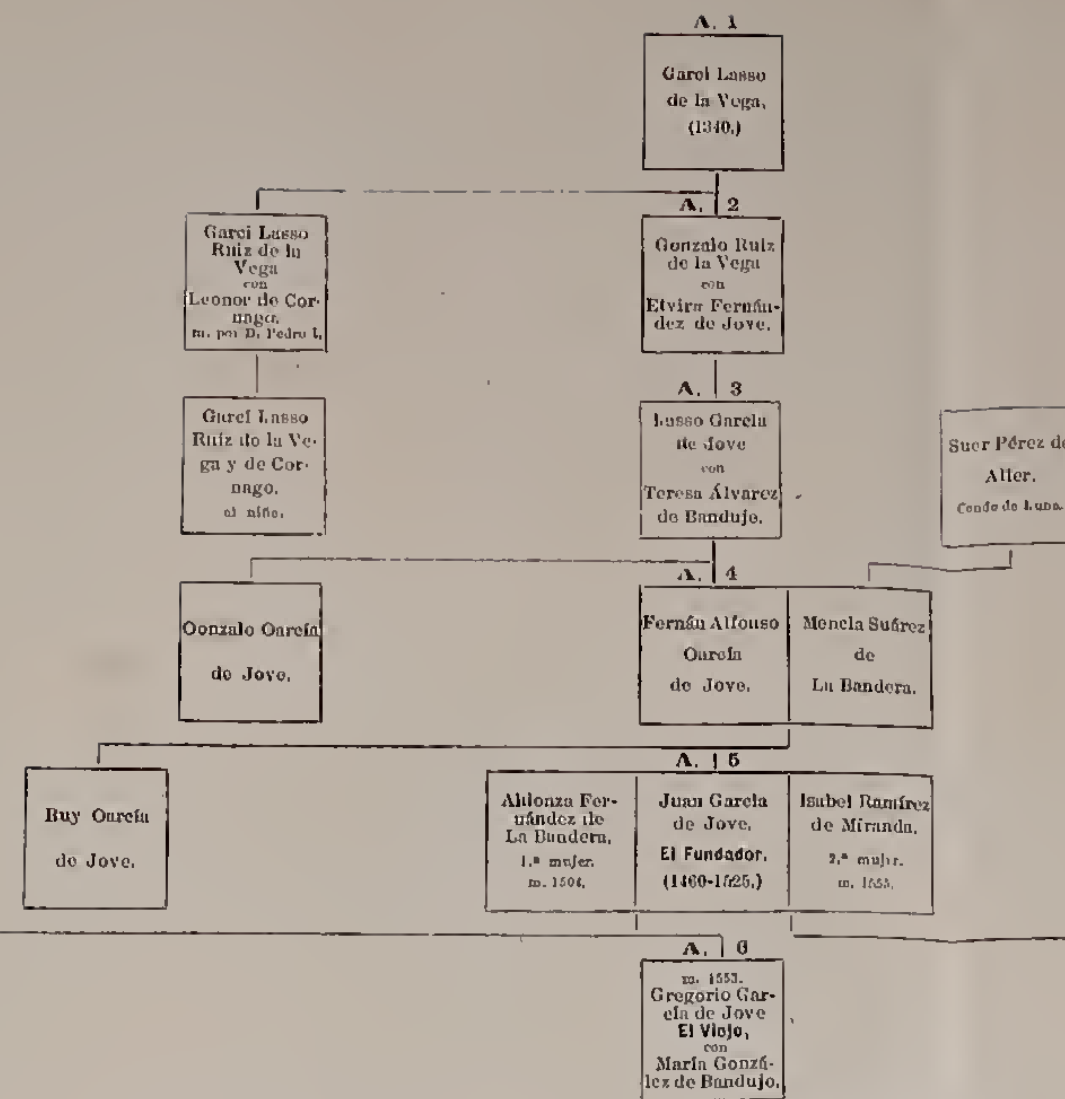 A. 1
Garci Lasso
de la Vega,
(1340.)
A. 2
Garci Lasso
Ruiz de la
Vega
con
Leonor de Cor-
nago.
m. por D. Pedro I.
Gonzalo Ruiz
de la Vega
con
Elvira Fernán-
dez de Jove.
A. 3
Garci Lasso
Ruiz de la Ve-
ga y de Cor-
nago.
el niño.
Lasso García
de Jove
con
Teresa Álvarez
de Bandujo.
Suer Pérez de
Aller.
Conde de Luna.
A. 4
Gonzalo García
de Jove.
Fernán Alfonso
García
de Jove.
Mencía Suárez
de
La Bandera.
A. 5
Ruy García
de Jove.
Aldonza Fer-
nández de
La Bandera.
1.ª mujer.
m. 1504.
Juan García
de Jove.
El Fundador.
(1460-1525.)
Isabel Ramírez
de Miranda.
2.ª mujer.
m. 1555.
A. 6
m. 1553.
Gregorio Gar-
cía de Jove
El Viejo,
con
María Gonzá-
lez de Bandujo.